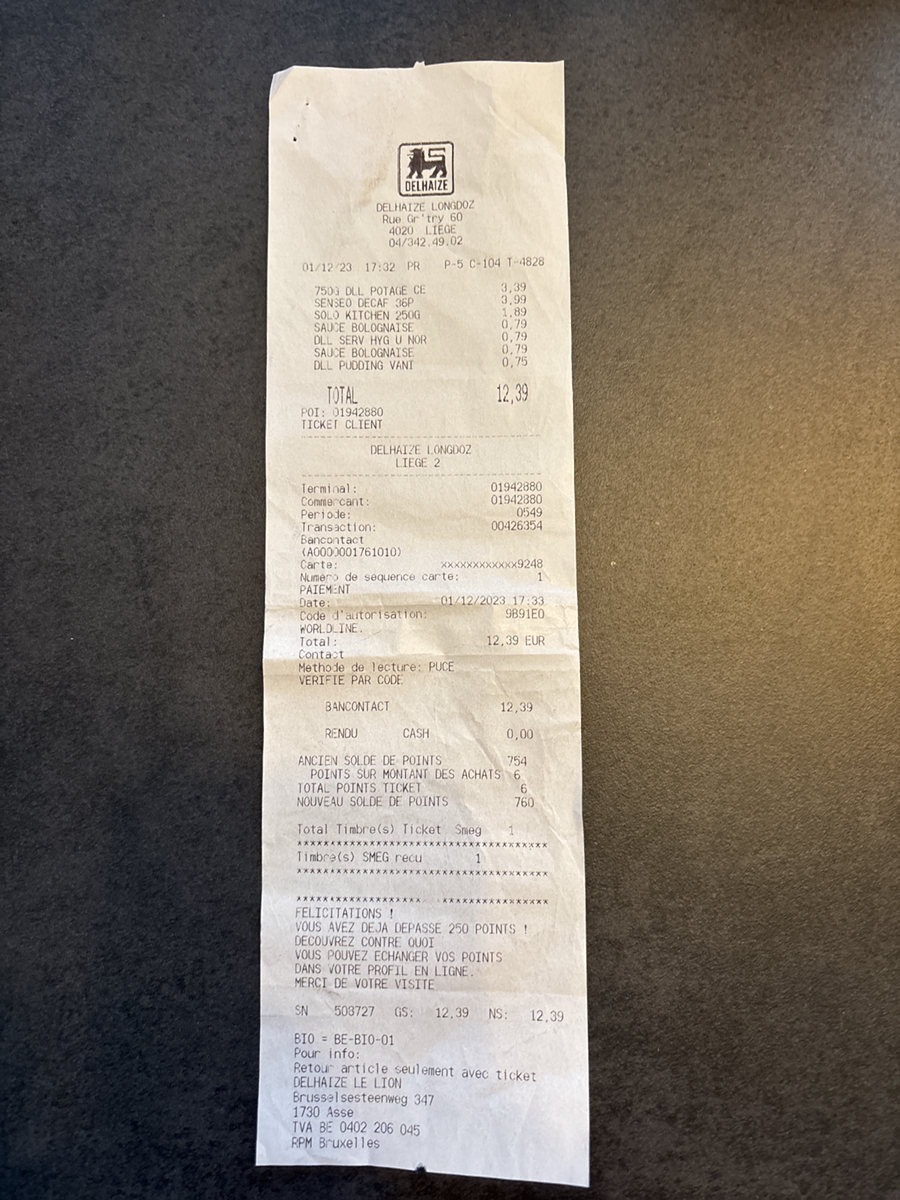 DELHAIZE
DELHAIZE LONGDOZ
Rue Gr'try 60
4020 LIEGE
04/342.49.02
01/12/23 17:32 PR P-5 C-104 T-4828
750G DLL POTAGE CE 3,39
SENSEO DECAF 36P 3,99
SOLO KITCHEN 250G 1,89
SAUCE BOLOGNAISE 0,79
DLL SERV HYG U NOR 0,79
SAUCE BOLOGNAISE 0,79
DLL PUDDING VANI 0,75
TOTAL 12,39
POI: 01942880
TICKET CLIENT
DELHAIZE LONGDOZ
LIEGE 2
Terminal: 01942880
Commercant: 01942880
Periode: 0549
Transaction: 00426354
Bancontact
(A0000001761010)
Carte: xxxxxxxxxxxx9248
Numero de sequence carte: 1
PAIEMENT
Date: 01/12/2023 17:33
Code d'autorisation: 9B91E0
WORLDLINE.
Total: 12,39 EUR
Contact
Methode de lecture: PUCE
VERIFIE PAR CODE
BANCONTACT 12,39
RENDU CASH 0,00
ANCIEN SOLDE DE POINTS 754
POINTS SUR MONTANT DES ACHATS 6
TOTAL POINTS TICKET 6
NOUVEAU SOLDE DE POINTS 760
Total Timbre(s) Ticket Smeg 1
****************************************
Timbre(s) SMEG recu 1
****************************************
******************** *****************
FELICITATIONS !
VOUS AVEZ DEJA DEPASSE 250 POINTS !
DECOUVREZ CONTRE QUOI
VOUS POUVEZ ECHANGER VOS POINTS
DANS VOTRE PROFIL EN LIGNE.
MERCI DE VOTRE VISITE
SN 503727 GS: 12,39 NS: 12,39
BIO = BE-BIO-01
Pour info:
Retour article seulement avec ticket
DELHAIZE LE LION
Brusselsesteenweg 347
1730 Asse
TVA BE 0402 206 045
RPM Bruxelles